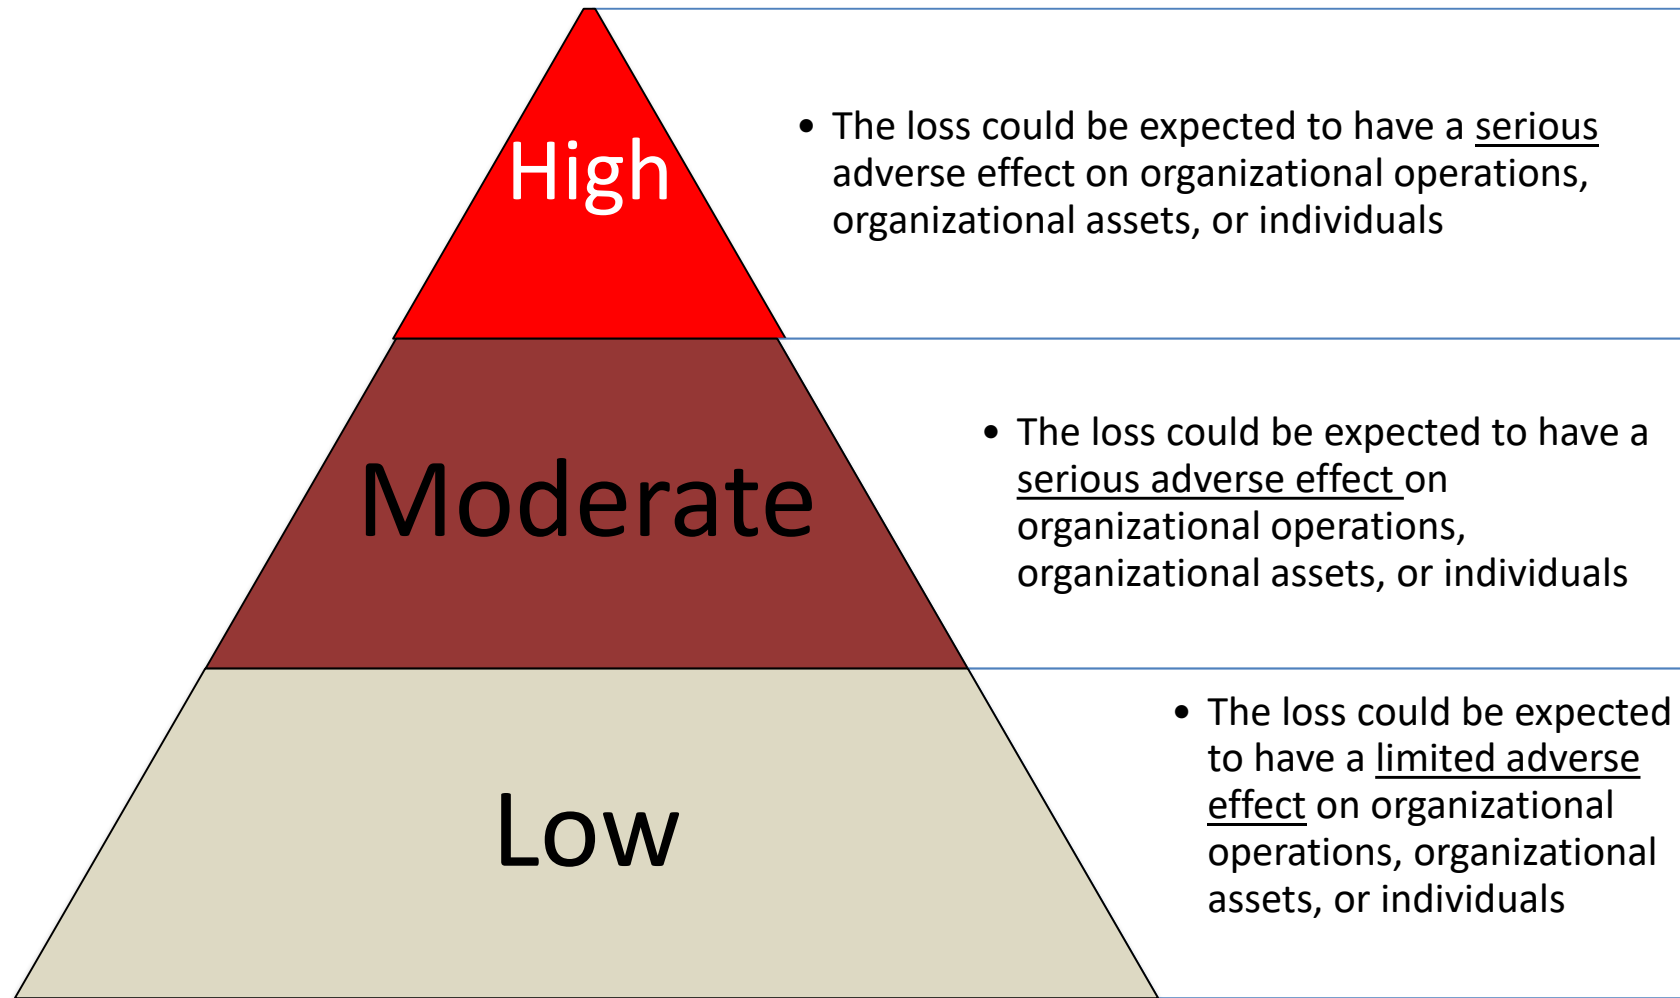 High
• The loss could be expected to have a serious
adverse effect on organizational operations,
organizational assets, or individuals
Moderate
• The loss could be expected to have a
serious adverse effect on
organizational operations,
organizational assets, or individuals
Low
• The loss could be expected
to have a limited adverse
effect on organizational
operations, organizational
assets, or individuals